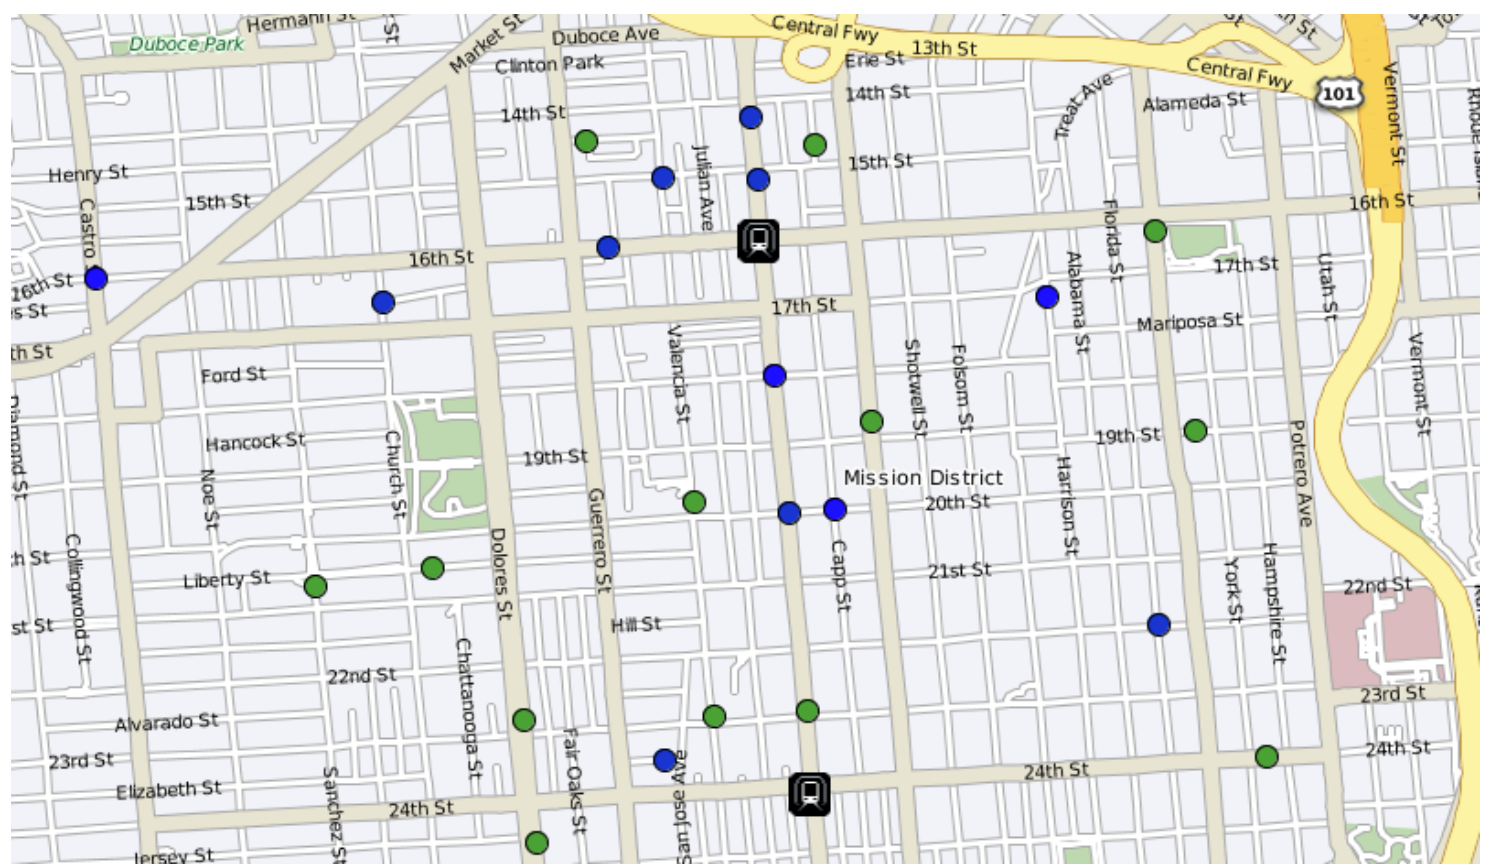 Hermann St
Market St
Duboce Ave
Central Fwy
13th St
Duboce Park
Clinton Park
Erie St
Central Fwy
101
Vermont St
14th St
14th St
Treat Ave
Alameda St
Henry St
Julian Ave
15th St
15th St
16th St
Castro S
Florida St
16th St
16th St
17th St
Alabama St
Utah St
17th St
Mariposa St
th St
Ford St
Valencia St
Shotwell St
Folsom St
Vermont St
Hancock St
Church St
19th St
19th St
Diamond St
Noe St
Guerrero St
Mission District
20th St
Harrison St
Potrero Ave
Collingwood St
Liberty St
Dolores St
Capp St
21st St
York St
Hampshire St
22nd St
Hill St
Chattanooga St
22nd St
23rd St
Alvarado St
23rd St
Fair Oaks St
San Jose Ave
24th St
24th St
Elizabeth St
Sanchez St
24th St
Jersey St